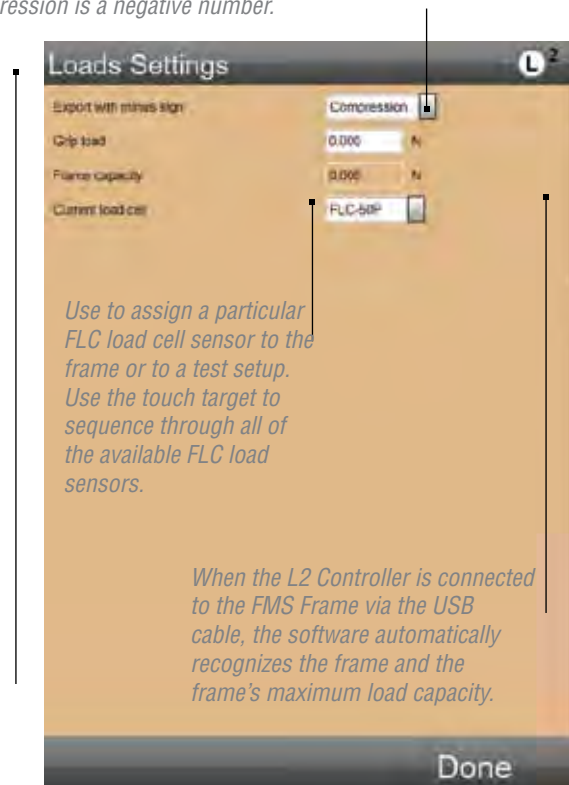 ression is a negative number.
Loads Settings
L 2
Export with minus sign Compression
Grip load 0.000 N
Frame capacity 0.000 N
Current load cell FLC-50P
Use to assign a particular
FLC load cell sensor to the
frame or to a test setup.
Use the touch target to
sequence through all of
the available FLC load
sensors.
When the L2 Controller is connected
to the FMS Frame via the USB
cable, the software automatically
recognizes the frame and the
frame's maximum load capacity.
Done